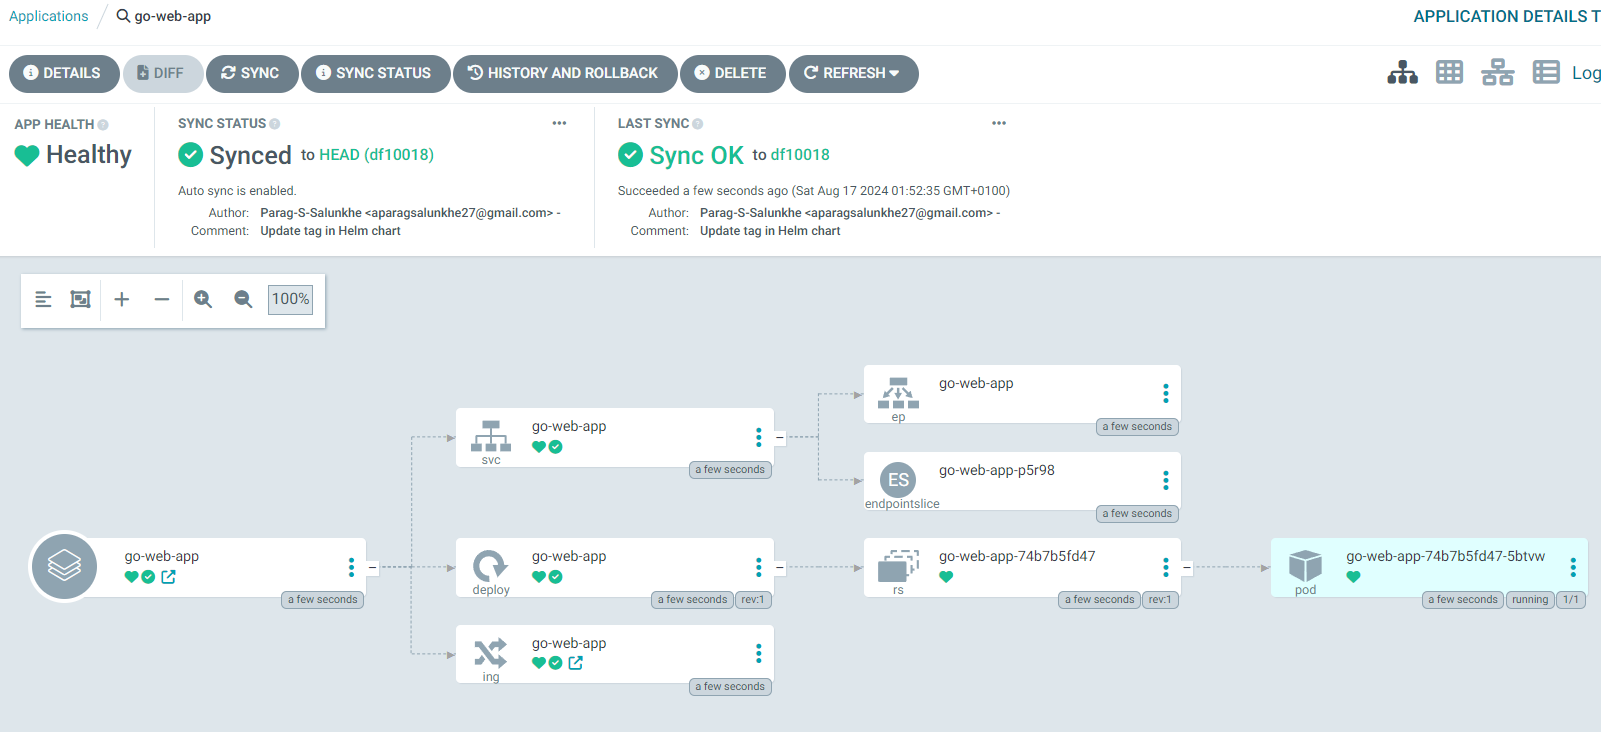 Applications / go-web-app
APPLICATION DETAILS T
DETAILS DIFF SYNC SYNC STATUS HISTORY AND ROLLBACK DELETE REFRESH
Log
APP HEALTH
Healthy
SYNC STATUS
Synced to HEAD (df10018)
Auto sync is enabled.
Author: Parag-S-Salunkhe <aparagsalunkhe27@gmail.com> -
Comment: Update tag in Helm chart
LAST SYNC
Sync OK to df10018
Succeeded a few seconds ago (Sat Aug 17 2024 01:52:35 GMT+0100)
Author: Parag-S-Salunkhe <aparagsalunkhe27@gmail.com> -
Comment: Update tag in Helm chart
100%
go-web-app
ep
a few seconds
go-web-app
svc
a few seconds
go-web-app-p5r98
ES
endpointslice
a few seconds
go-web-app
a few seconds
go-web-app
deploy
a few seconds rev:1
go-web-app-74b7b5fd47
rs
a few seconds rev:1
go-web-app-74b7b5fd47-5btvw
pod
a few seconds running 1/1
go-web-app
ing
a few seconds